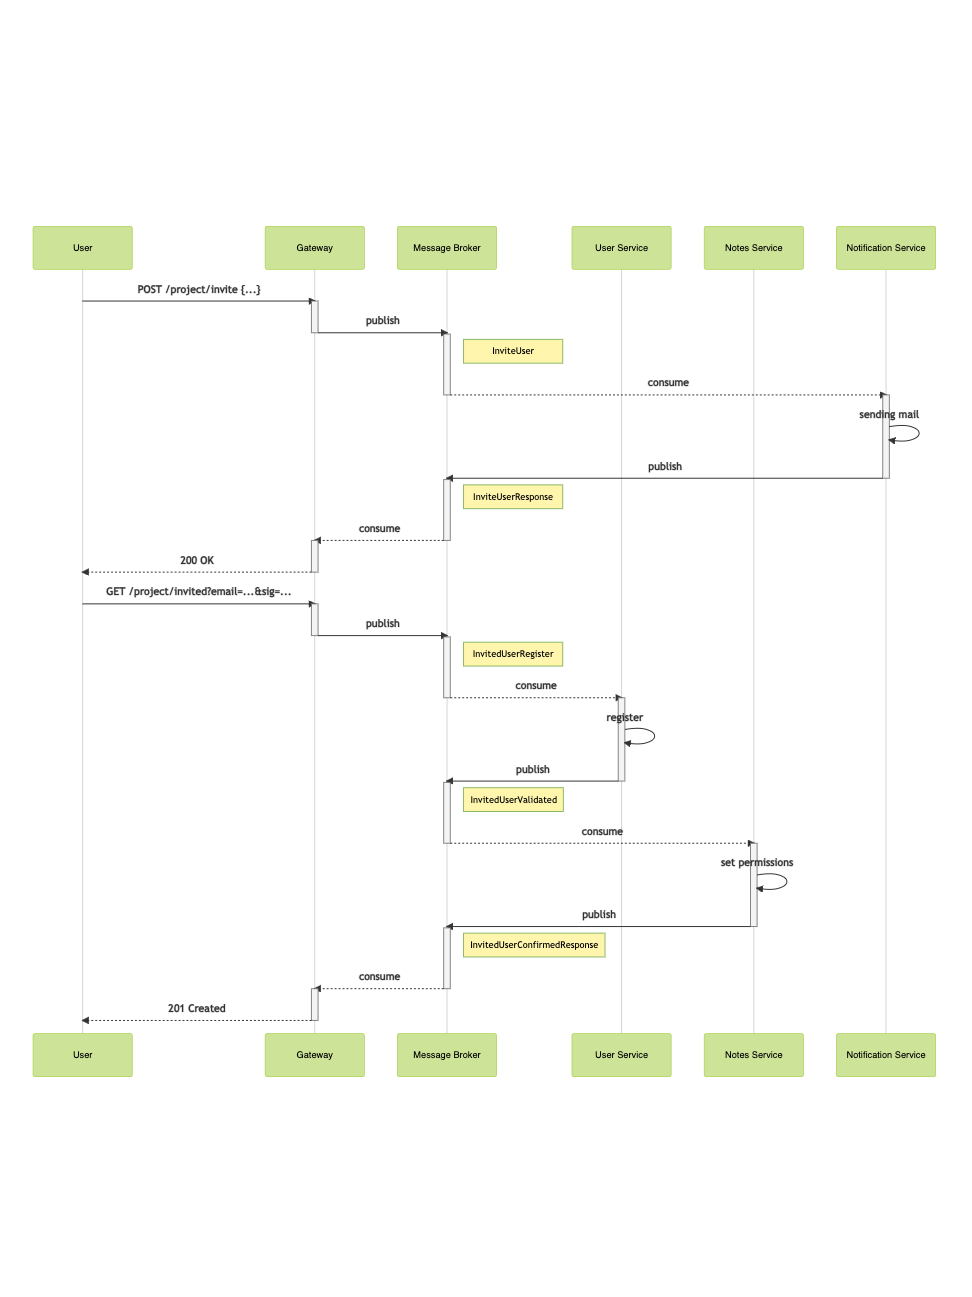 User
Gateway
Message Broker
User Service
Notes Service
Notification Service
POST /project/invite {...}
publish
InviteUser
consume
sending mail
publish
InviteUserResponse
consume
200 OK
GET /project/invited?email=...&sig=...
publish
InvitedUserRegister
consume
register
publish
InvitedUserValidated
consume
set permissions
publish
InvitedUserConfirmedResponse
consume
201 Created
User
Gateway
Message Broker
User Service
Notes Service
Notification Service